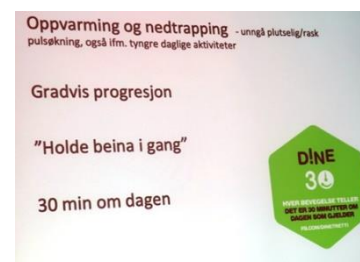 Oppvarming og nedtrapping - unngå plutselig/rask
pulsøkning, også ifm. tyngre daglige aktiviteter
Gradvis progresjon
”Holde beina i gang”
30 min om dagen
D!NE
30
HVER BEVEGELSE TELLER
DET ER 30 MINUTTER OM
DAGEN SOM GJELDER